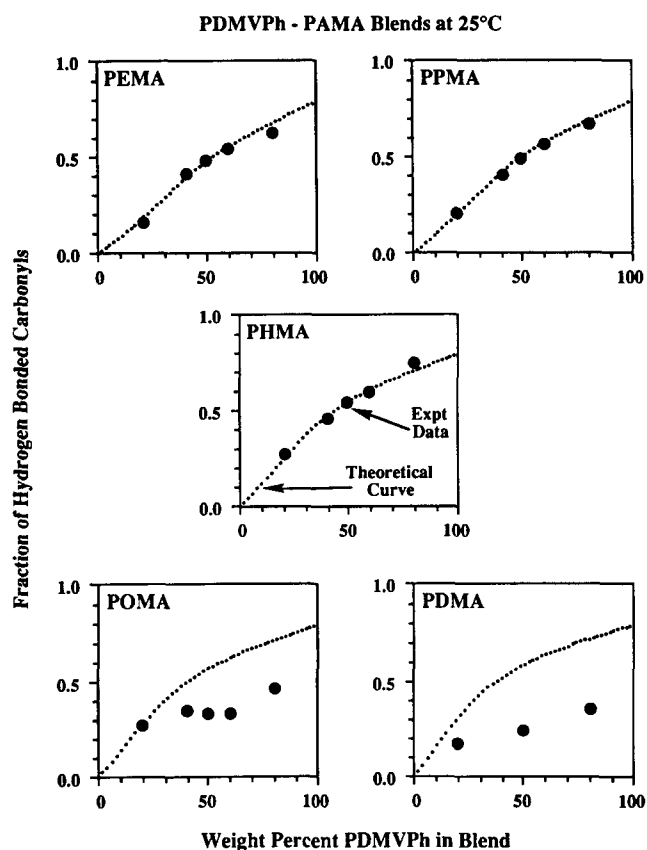 PDMVPh - PAMA Blends at 25°C
Fraction of Hydrogen Bonded Carbonyls
1.0
PEMA
0.5
0.0
0 50 100
1.0
PPMA
0.5
0.0
0 50 100
1.0
PHMA
0.5
Expt
Data
Theoretical
Curve
0.0
0 50 100
1.0
POMA
0.5
0.0
0 50 100
1.0
PDMA
0.5
0.0
0 50 100
Weight Percent PDMVPh in Blend